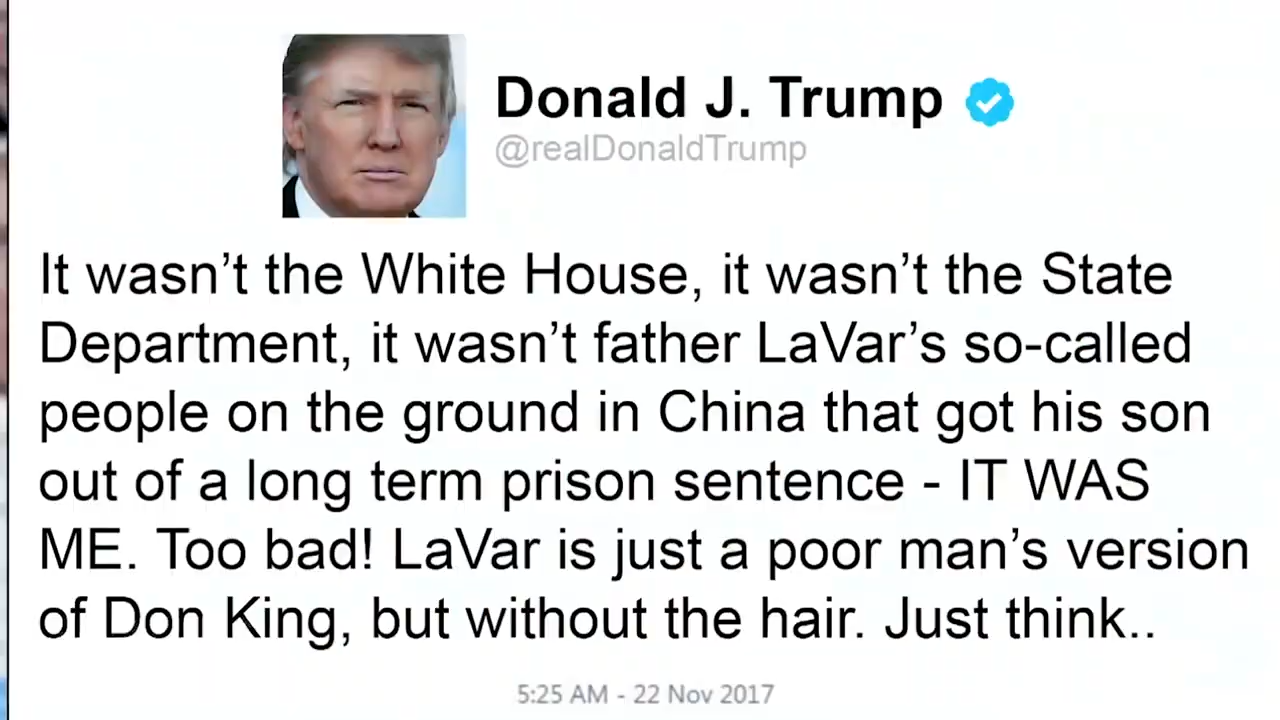 Donald J. Trump
@realDonaldTrump
It wasn’t the White House, it wasn’t the State
Department, it wasn’t father LaVar’s so-called
people on the ground in China that got his son
out of a long term prison sentence - IT WAS
ME. Too bad! LaVar is just a poor man’s version
of Don King, but without the hair. Just think..
5:25 AM - 22 Nov 2017